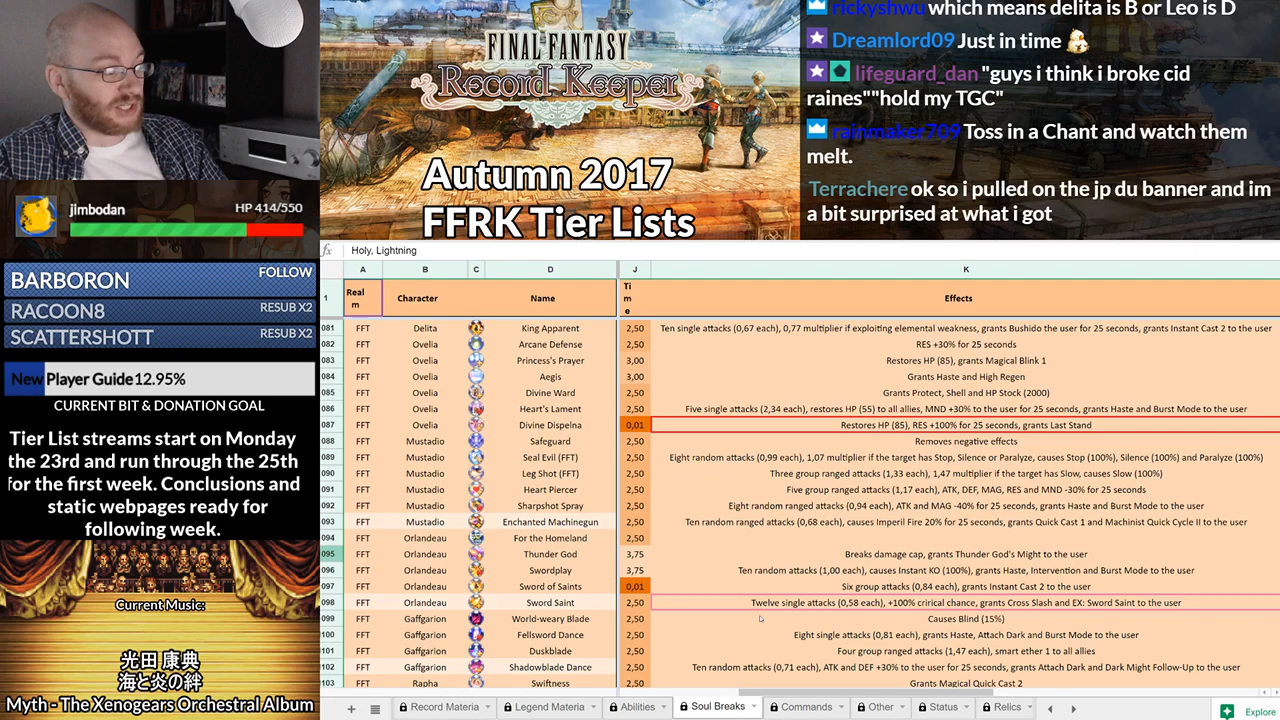 jimbodan HP 414/550
BARBORON FOLLOW
RACOON8 RESUB X2
SCATTERSHOTT RESUB X2
New Player Guide 12.95%
CURRENT BIT & DONATION GOAL
Tier List streams start on Monday
the 23rd and run through the 25th
for the first week. Conclusions and
static webpages ready for
following week.
Current Music:
光田 康典
海と炎の絆
Myth - The Xenogears Orchestral Album
FINAL FANTASY
Record Keeper
Autumn 2017
FFRK Tier Lists
rickyshwu which means delita is B or Leo is D
Dreamlord09 Just in time
lifeguard_dan "guys i think i broke cid
raines""hold my TGC"
rainmaker709 Toss in a Chant and watch them
melt.
Terrachere ok so i pulled on the jp du banner and im
a bit surprised at what i got
fx Holy, Lightning
A B C D J K
1 Realm Character Name Time Effects
081 FFT Delita King Apparent 2,50 Ten single attacks (0,67 each), 0,77 multiplier if exploiting elemental weakness, grants Bushido the user for 25 seconds, grants Instant Cast 2 to the user
082 FFT Ovelia Arcane Defense 2,50 RES +30% for 25 seconds
083 FFT Ovelia Princess's Prayer 3,00 Restores HP (85), grants Magical Blink 1
084 FFT Ovelia Aegis 3,00 Grants Haste and High Regen
085 FFT Ovelia Divine Ward 2,50 Grants Protect, Shell and HP Stock (2000)
086 FFT Ovelia Heart's Lament 2,50 Five single attacks (2,34 each), restores HP (55) to all allies, MND +30% to the user for 25 seconds, grants Haste and Burst Mode to the user
087 FFT Ovelia Divine Dispelna 0,01 Restores HP (85), RES +100% for 25 seconds, grants Last Stand
088 FFT Mustadio Safeguard 2,50 Removes negative effects
089 FFT Mustadio Seal Evil (FFT) 2,50 Eight random attacks (0,99 each), 1,07 multiplier if the target has Stop, Silence or Paralyze, causes Stop (100%), Silence (100%) and Paralyze (100%)
090 FFT Mustadio Leg Shot (FFT) 2,50 Three group ranged attacks (1,33 each), 1,47 multiplier if the target has Slow, causes Slow (100%)
091 FFT Mustadio Heart Piercer 2,50 Five group ranged attacks (1,17 each), ATK, DEF, MAG, RES and MND -30% for 25 seconds
092 FFT Mustadio Sharpshot Spray 2,50 Eight random ranged attacks (0,94 each), ATK and MAG -40% for 25 seconds
093 FFT Mustadio Enchanted Machinegun 2,50 Ten random ranged attacks (0,68 each), causes Imperil Fire 20% for 25 seconds, grants Quick Cast 1 and Machinist Quick Cycle II to the user
094 FFT Orlandeau For the Homeland 2,50
095 FFT Orlandeau Thunder God 3,75 Breaks damage cap, grants Thunder God's Might to the user
096 FFT Orlandeau Swordplay 3,75 Ten random attacks (1,00 each), causes Instant KO (100%), grants Haste, Intervention and Burst Mode to the user
097 FFT Orlandeau Sword of Saints 0,01 Six group attacks (0,84 each), grants Instant Cast 2 to the user
098 FFT Orlandeau Sword Saint 2,50 Twelve single attacks (0,58 each), +100% cririical chance, grants Cross Slash and EX: Sword Saint to the user
099 FFT Gaffgarion World-weary Blade 2,50 Causes Blind (15%)
100 FFT Gaffgarion Fellsword Dance 2,50 Eight single attacks (0,81 each), grants Haste, Attach Dark and Burst Mode to the user
101 FFT Gaffgarion Duskblade 2,50 Four group ranged attacks (1,47 each), smart ether 1 to all allies
102 FFT Gaffgarion Shadowblade Dance 2,50 Ten random attacks (0,71 each), ATK and DEF +30% to the user for 25 seconds, grants Attach Dark and Dark Might Follow-Up to the user
103 FFT Rapha Swiftness 2,50 Grants Magical Quick Cast 2
Record Materia Legend Materia Abilities Soul Breaks Commands Other Status Relics Explore